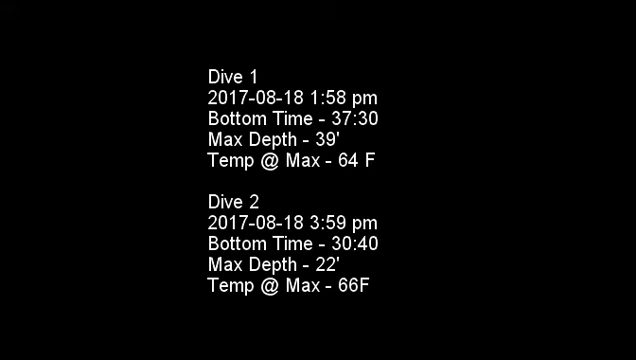 Dive 1
2017-08-18 1:58 pm
Bottom Time - 37:30
Max Depth - 39'
Temp @ Max - 64 F
Dive 2
2017-08-18 3:59 pm
Bottom Time - 30:40
Max Depth - 22'
Temp @ Max - 66F